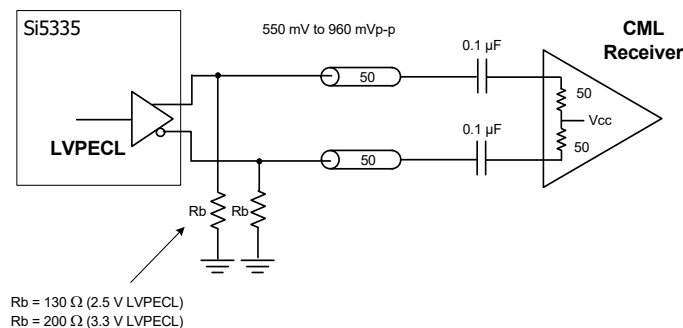 Si5335
550 mV to 960 mVp-p
CML
Receiver
0.1 µF
50
50
Vcc
LVPECL
0.1 µF
50
50
Rb
Rb
Rb = 130 Ω (2.5 V LVPECL)
Rb = 200 Ω (3.3 V LVPECL)